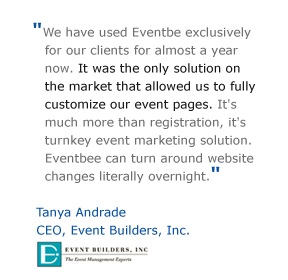 "We have used Eventbe exclusively
for our clients for almost a year
now. It was the only solution on
the market that allowed us to fully
customize our event pages. It's
much more than registration, it's
turnkey event marketing solution.
Eventbee can turn around website
changes literally overnight."
Tanya Andrade
CEO, Event Builders, Inc.
E
EVENT BUILDERS, INC
The Event Management Experts